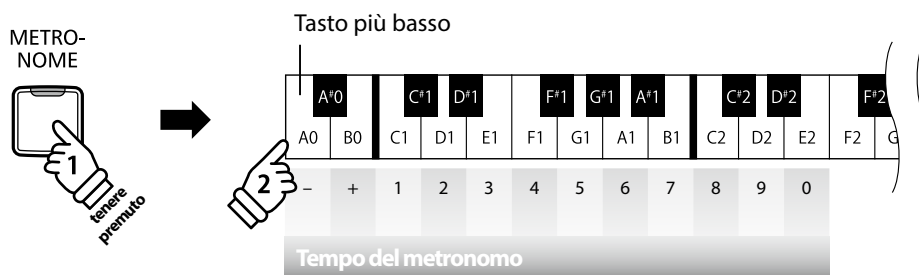 Tasto più basso
METRO-
NOME
A#0 C#1 D#1 F#1 G#1 A#1 C#2 D#2 F#2
A0 B0 C1 D1 E1 F1 G1 A1 B1 C2 D2 E2 F2 G
1
2
tenere
premuto
– + 1 2 3 4 5 6 7 8 9 0
Tempo del metronomo